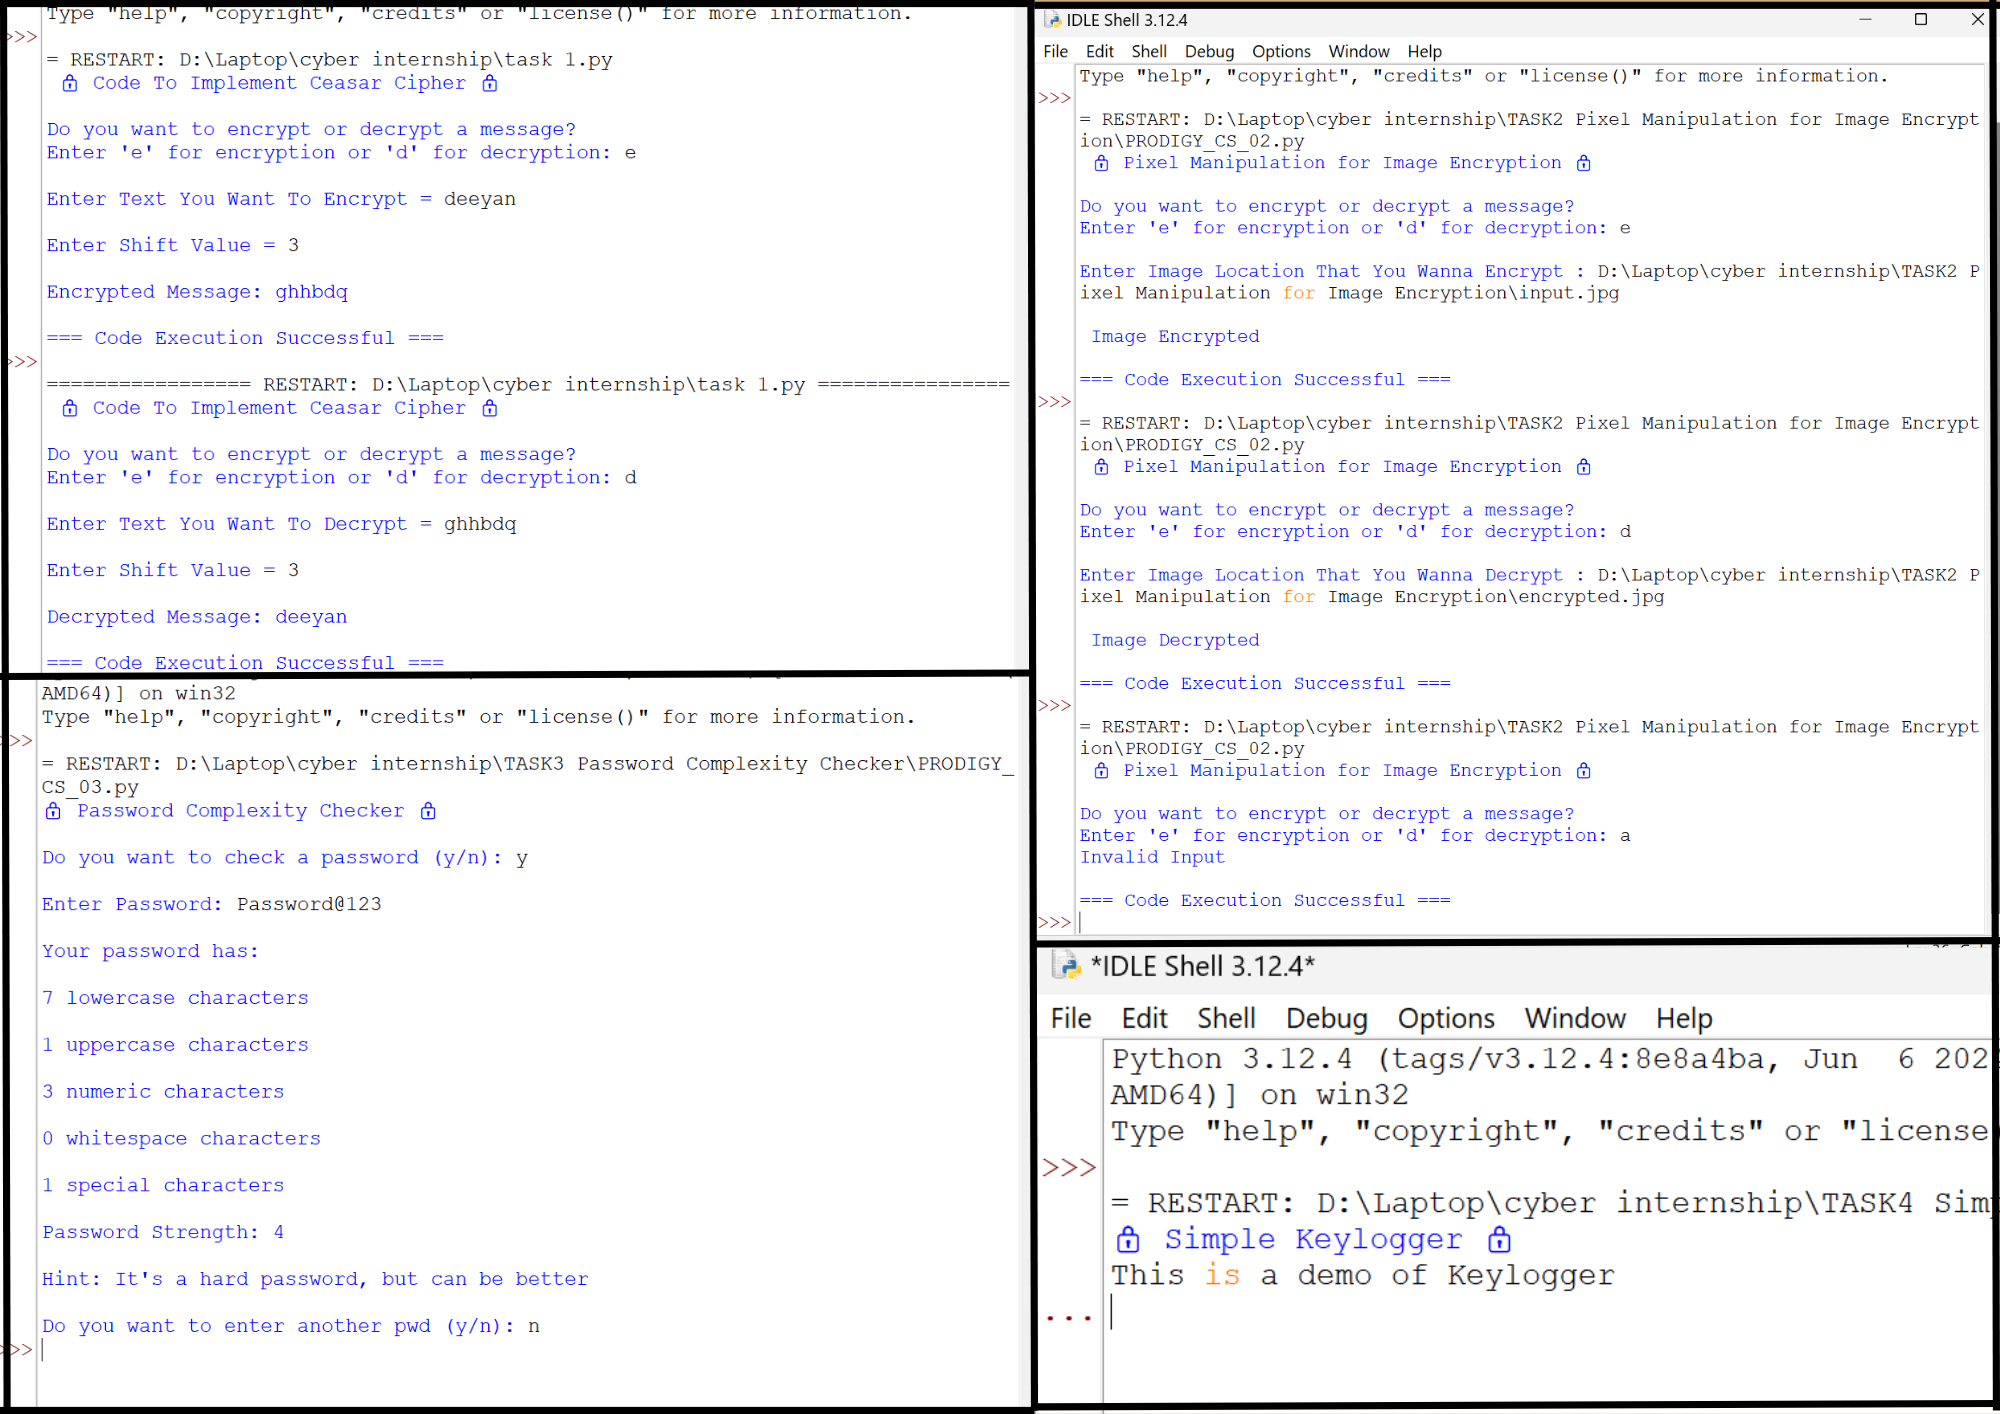 Type "help", "copyright", "credits" or "license()" for more information.
>>>
= RESTART: D:\Laptop\cyber internship\task 1.py
🔒 Code To Implement Ceasar Cipher 🔒
Do you want to encrypt or decrypt a message?
Enter 'e' for encryption or 'd' for decryption: e
Enter Text You Want To Encrypt = deeyan
Enter Shift Value = 3
Encrypted Message: ghhbdq
=== Code Execution Successful ===
>>>
================= RESTART: D:\Laptop\cyber internship\task 1.py ================
🔒 Code To Implement Ceasar Cipher 🔒
Do you want to encrypt or decrypt a message?
Enter 'e' for encryption or 'd' for decryption: d
Enter Text You Want To Decrypt = ghhbdq
Enter Shift Value = 3
Decrypted Message: deeyan
=== Code Execution Successful ===
AMD64)] on win32
Type "help", "copyright", "credits" or "license()" for more information.
>>>
= RESTART: D:\Laptop\cyber internship\TASK3 Password Complexity Checker\PRODIGY_
CS_03.py
🔒 Password Complexity Checker 🔒
Do you want to check a password (y/n): y
Enter Password: Password@123
Your password has:
7 lowercase characters
1 uppercase characters
3 numeric characters
0 whitespace characters
1 special characters
Password Strength: 4
Hint: It's a hard password, but can be better
Do you want to enter another pwd (y/n): n
>>>
IDLE Shell 3.12.4
File Edit Shell Debug Options Window Help
Type "help", "copyright", "credits" or "license()" for more information.
>>>
= RESTART: D:\Laptop\cyber internship\TASK2 Pixel Manipulation for Image Encrypt
ion\PRODIGY_CS_02.py
🔒 Pixel Manipulation for Image Encryption 🔒
Do you want to encrypt or decrypt a message?
Enter 'e' for encryption or 'd' for decryption: e
Enter Image Location That You Wanna Encrypt : D:\Laptop\cyber internship\TASK2 P
ixel Manipulation for Image Encryption\input.jpg
Image Encrypted
=== Code Execution Successful ===
>>>
= RESTART: D:\Laptop\cyber internship\TASK2 Pixel Manipulation for Image Encrypt
ion\PRODIGY_CS_02.py
🔒 Pixel Manipulation for Image Encryption 🔒
Do you want to encrypt or decrypt a message?
Enter 'e' for encryption or 'd' for decryption: d
Enter Image Location That You Wanna Decrypt : D:\Laptop\cyber internship\TASK2 P
ixel Manipulation for Image Encryption\encrypted.jpg
Image Decrypted
=== Code Execution Successful ===
>>>
= RESTART: D:\Laptop\cyber internship\TASK2 Pixel Manipulation for Image Encrypt
ion\PRODIGY_CS_02.py
🔒 Pixel Manipulation for Image Encryption 🔒
Do you want to encrypt or decrypt a message?
Enter 'e' for encryption or 'd' for decryption: a
Invalid Input
=== Code Execution Successful ===
>>>
*IDLE Shell 3.12.4*
File Edit Shell Debug Options Window Help
Python 3.12.4 (tags/v3.12.4:8e8a4ba, Jun  6 202
AMD64)] on win32
Type "help", "copyright", "credits" or "license
>>>
= RESTART: D:\Laptop\cyber internship\TASK4 Sim
🔒 Simple Keylogger 🔒
This is a demo of Keylogger
...